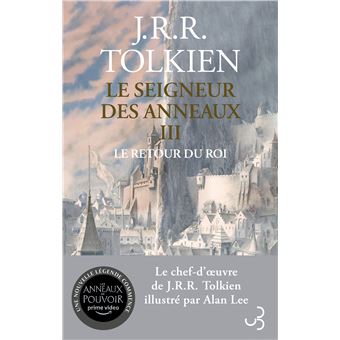 J.R.R.
TOLKIEN
LE SEIGNEUR
DES ANNEAUX
III
LE RETOUR DU ROI
Le chef-d'œuvre
de J.R.R. Tolkien
illustré par Alan Lee
UNE NOUVELLE LÉGENDE COMMENCE
LES
ANNEAUX
DE
POUVOIR
prime video